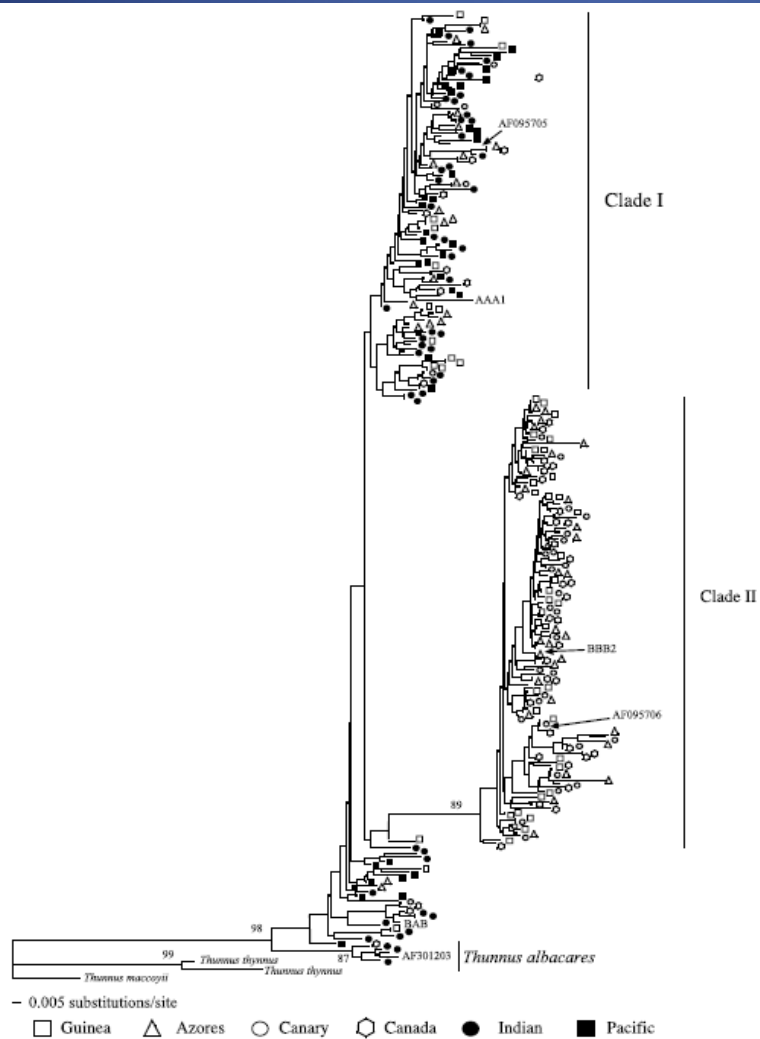 AF095705
Clade I
AAA1
Clade II
BBB2
AF095706
89
98
BAB
99
87
AF301203
Thunnus albacares
Thunnus thynnus
Thunnus thynnus
Thunnus maccoyii
0.005 substitutions/site
Guinea
Azores
Canary
Canada
Indian
Pacific